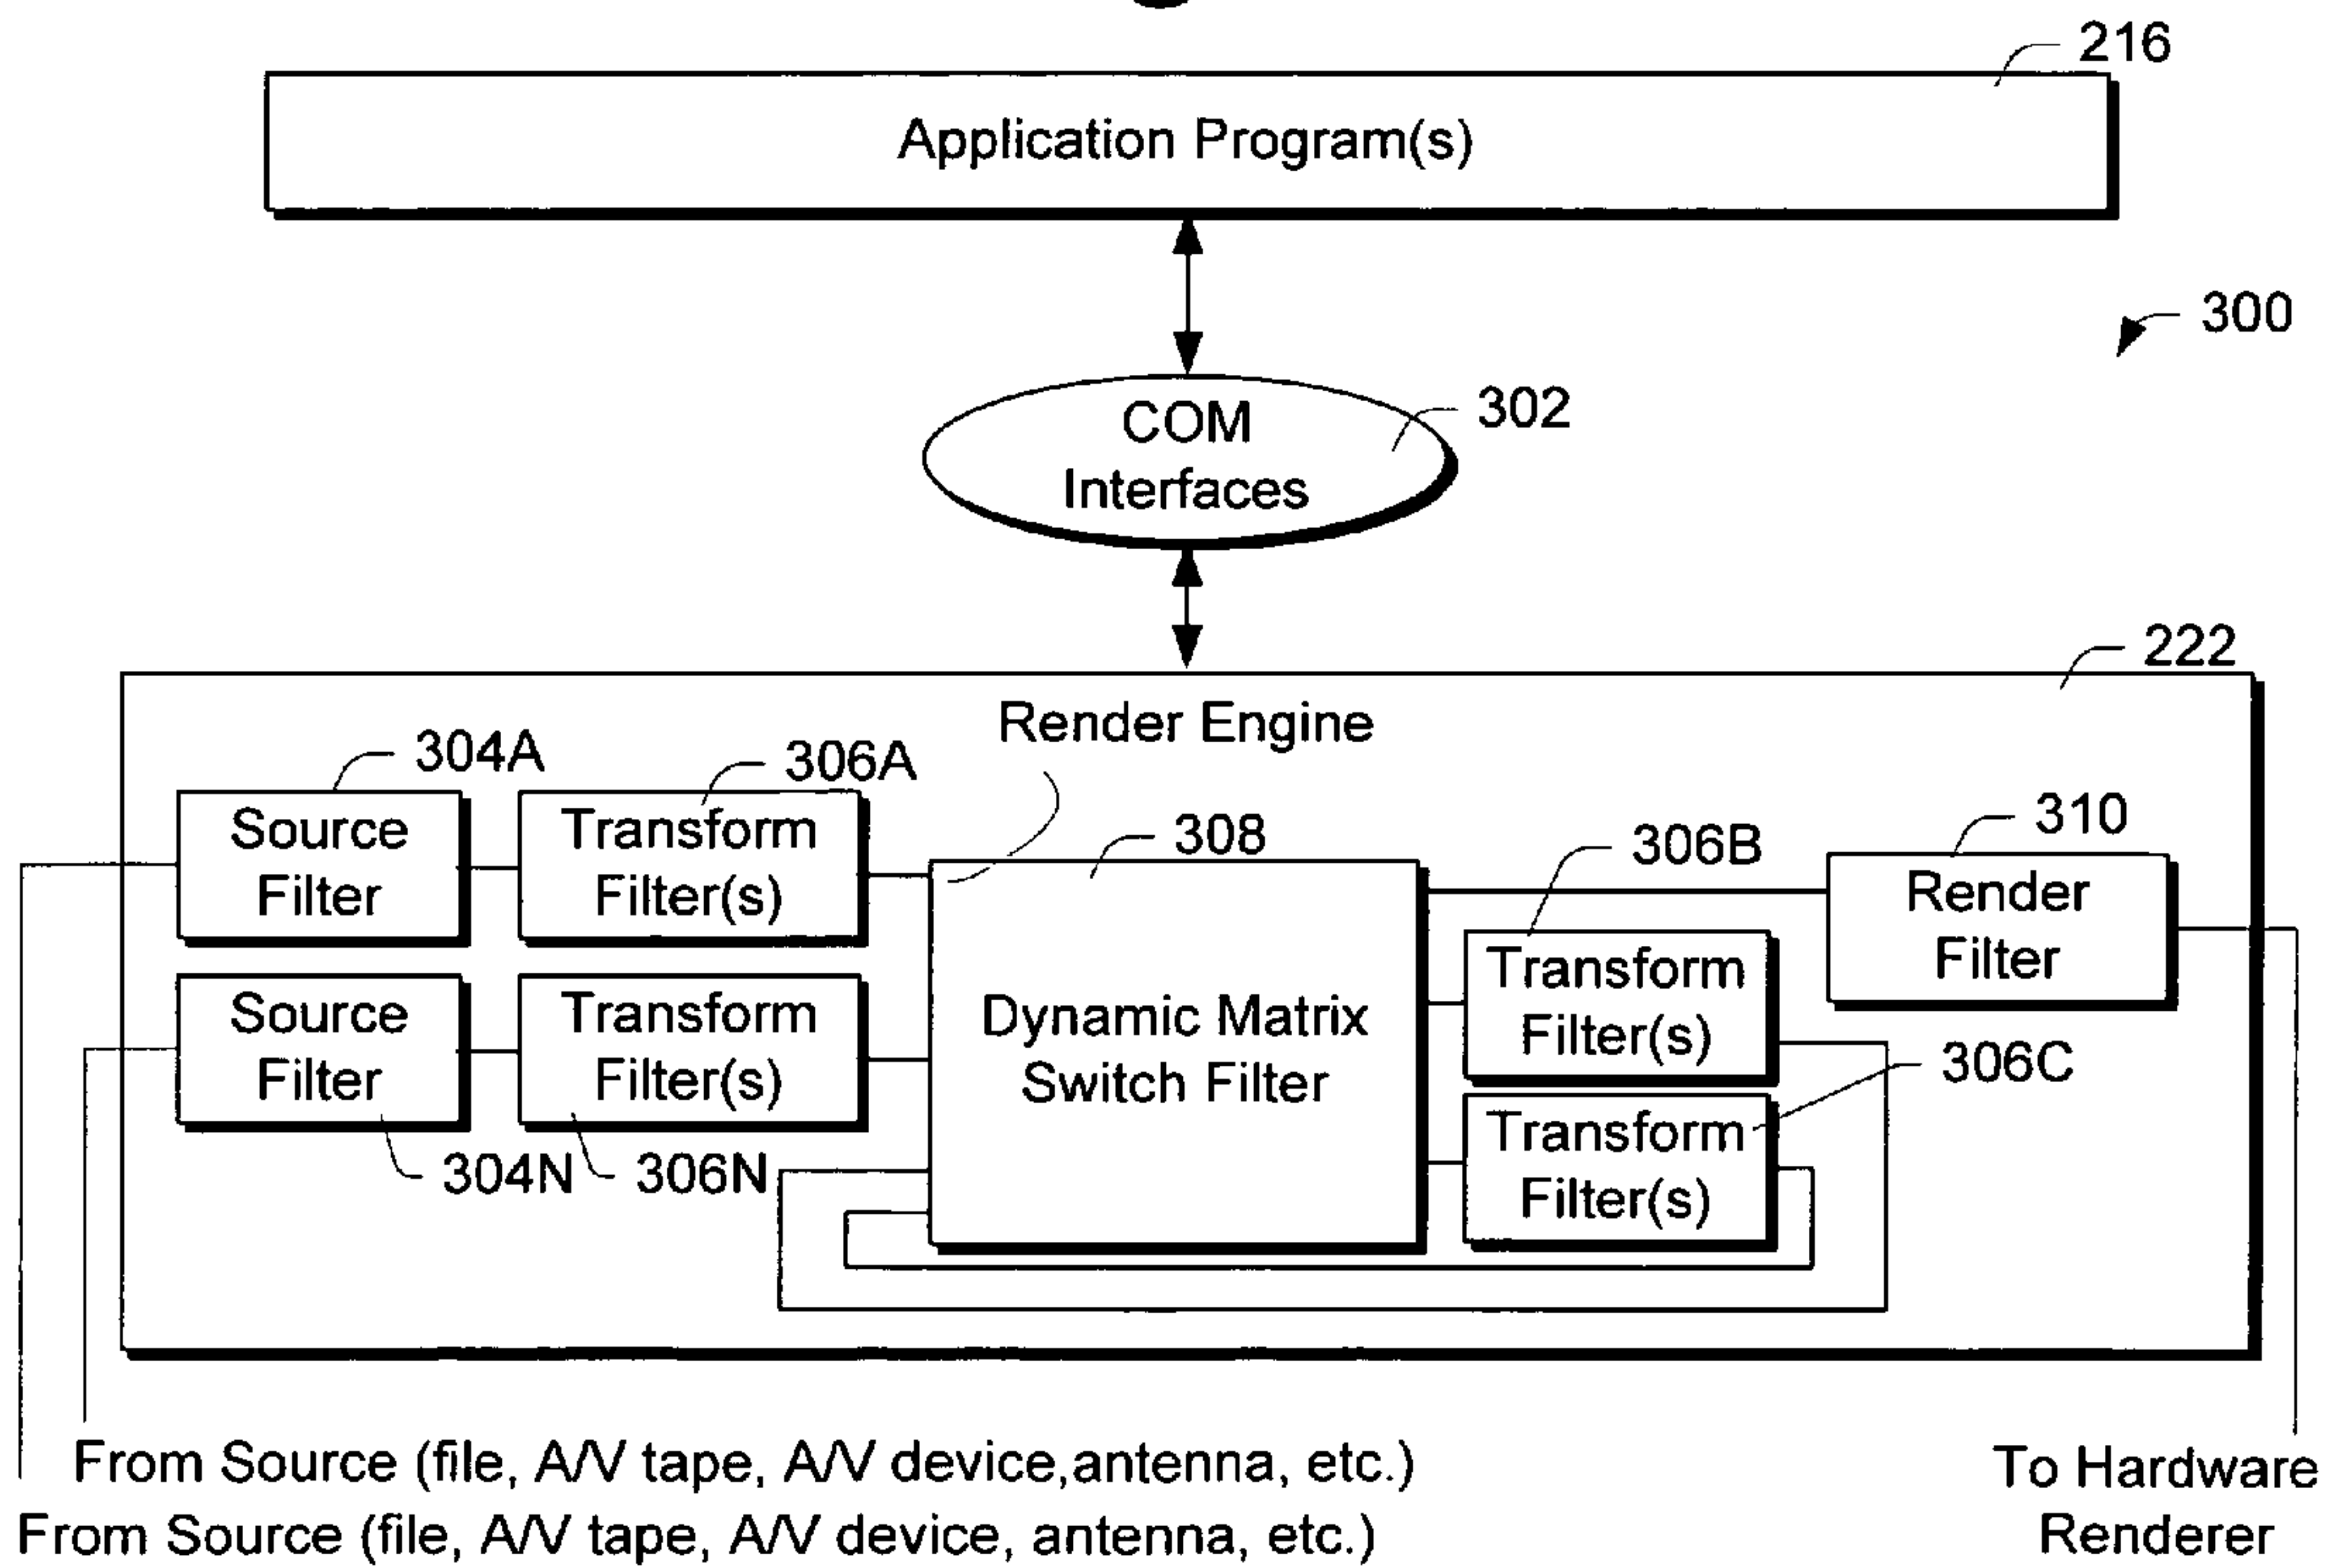 216
Application Program(s)
300
COM
Interfaces
302
222
Render Engine
304A
306A
308
306B
310
Source
Filter
Transform
Filter(s)
Render
Filter
Source
Filter
Transform
Filter(s)
Dynamic Matrix
Switch Filter
Transform
Filter(s)
306C
Transform
Filter(s)
304N
306N
From Source (file, A/V tape, A/V device,antenna, etc.)
From Source (file, A/V tape, A/V device, antenna, etc.)
To Hardware
Renderer